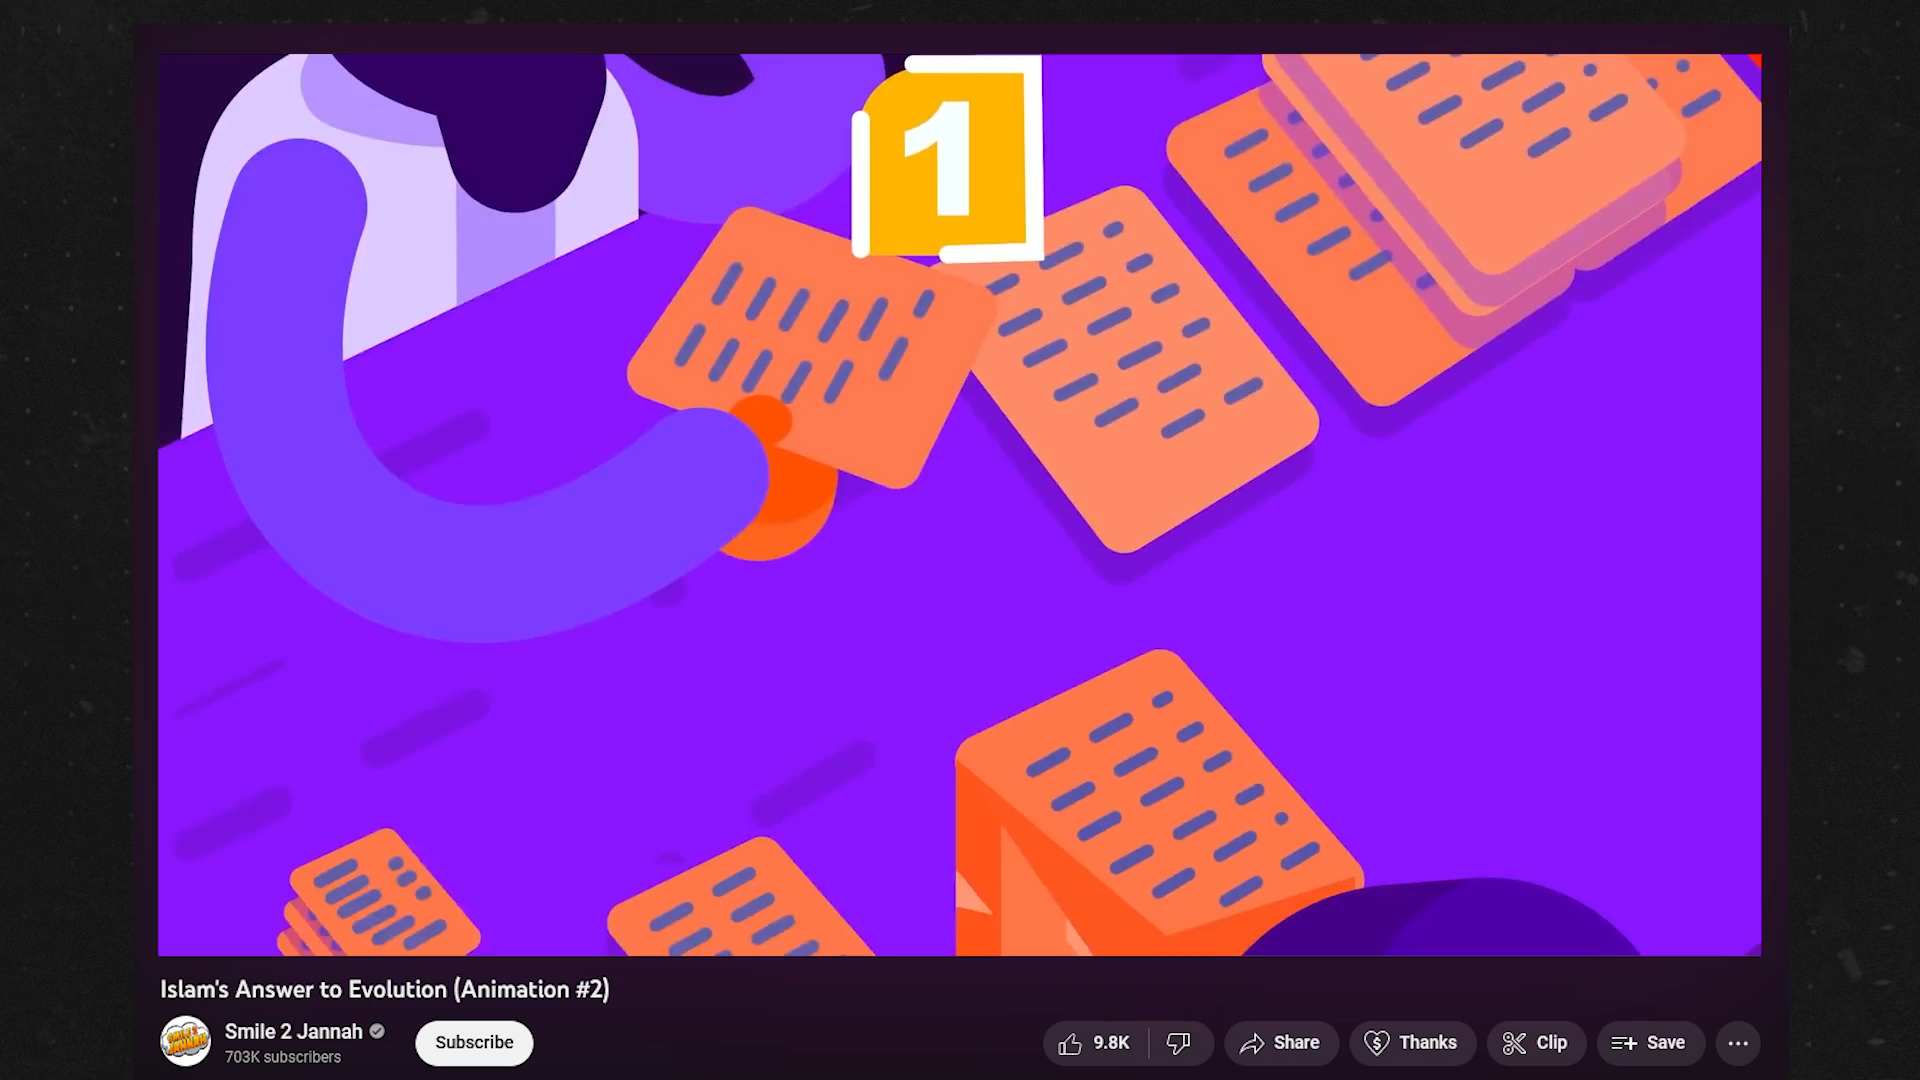 1
Islam's Answer to Evolution (Animation #2)
Smile 2 Jannah
703K subscribers
Subscribe
9.8K
Share
Thanks
Clip
Save